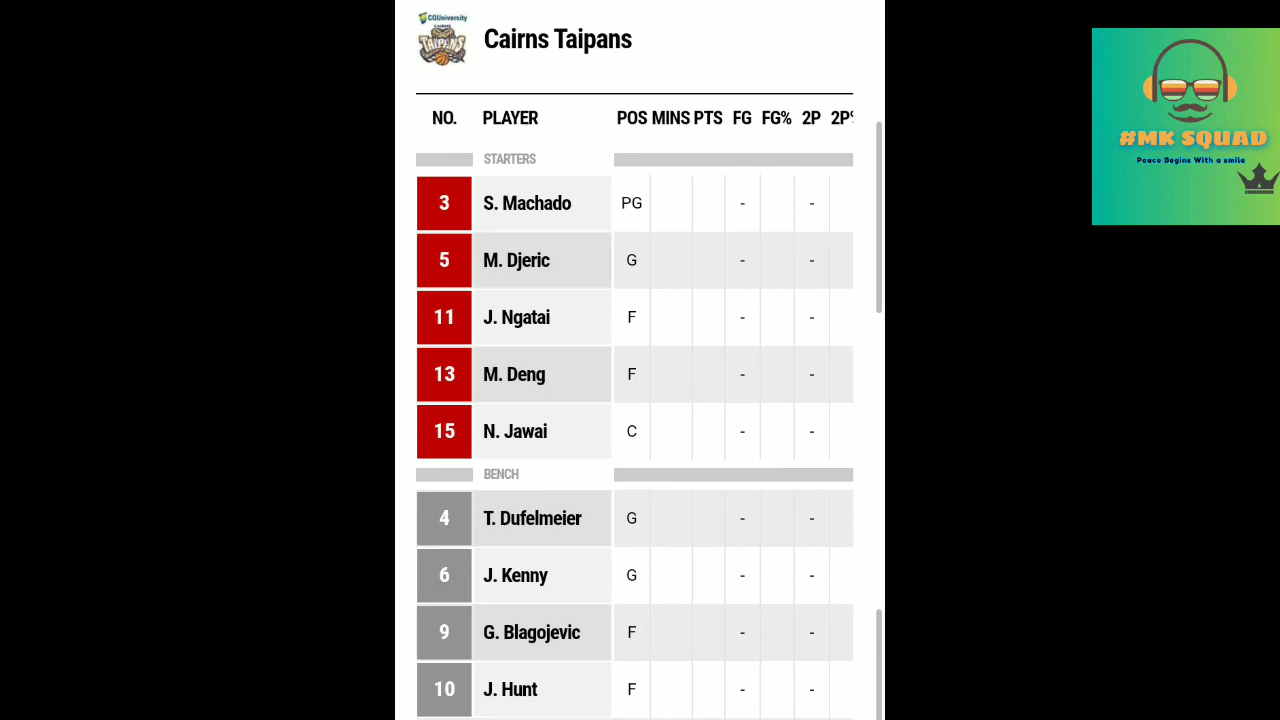 CQUniversity
CAIRNS
TAIPANS
Cairns Taipans
NO. PLAYER POS MINS PTS FG FG% 2P 2P%
STARTERS
3 S. Machado PG - -
5 M. Djeric G - -
11 J. Ngatai F - -
13 M. Deng F - -
15 N. Jawai C - -
BENCH
4 T. Dufelmeier G - -
6 J. Kenny G - -
9 G. Blagojevic F - -
10 J. Hunt F - -
#MK SQUAD
Peace Begins With a smile